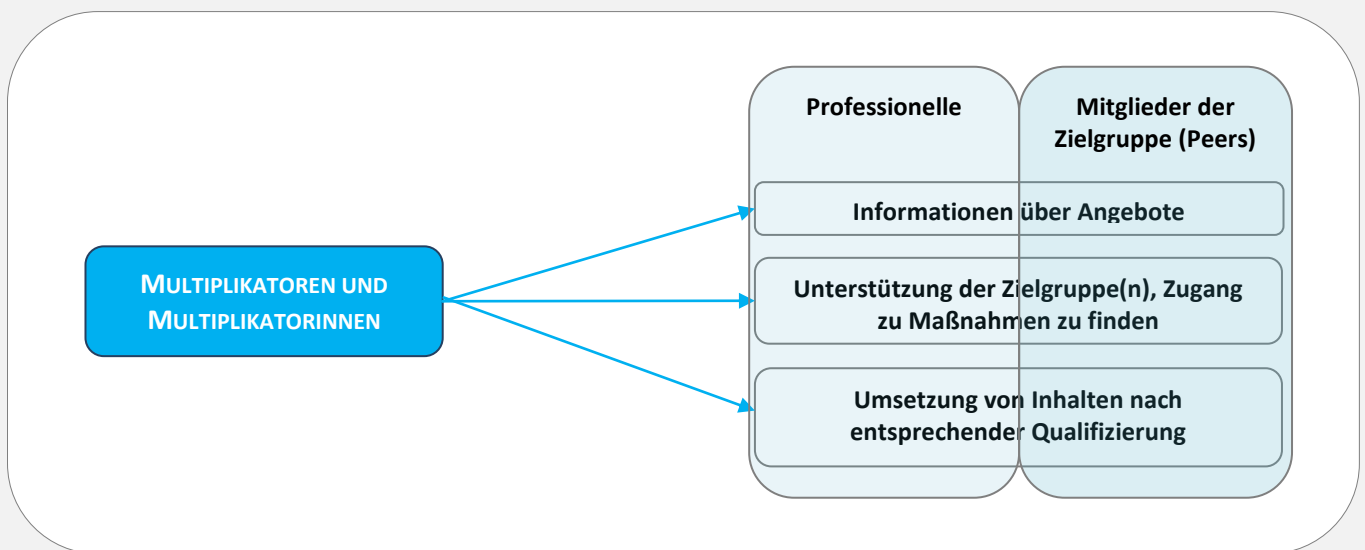 Professionelle
Mitglieder der
Zielgruppe (Peers)
Informationen über Angebote
MULTIPLIKATOREN UND
MULTIPLIKATORINNEN
Unterstützung der Zielgruppe(n), Zugang
zu Maßnahmen zu finden
Umsetzung von Inhalten nach
entsprechender Qualifizierung